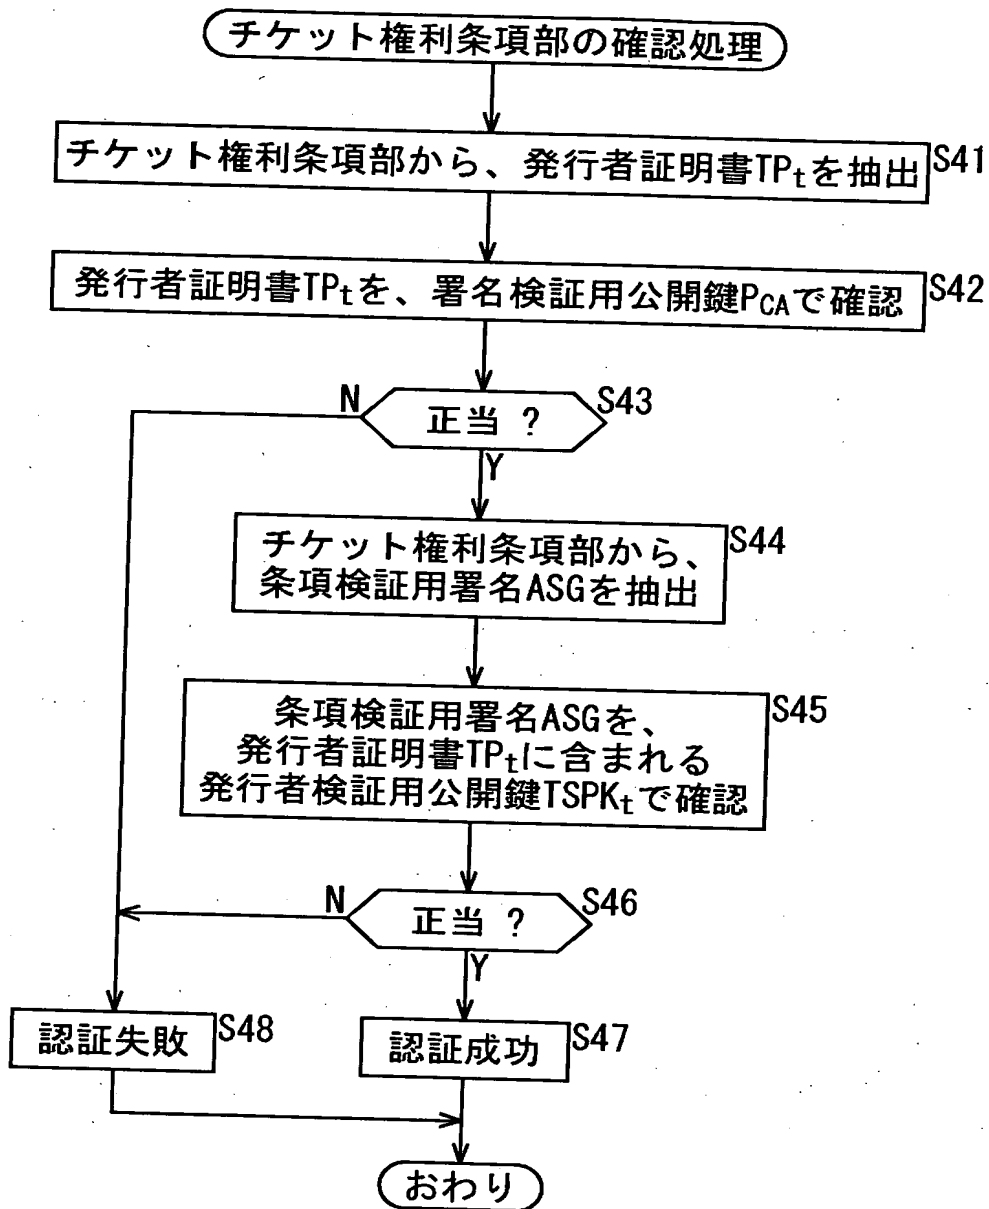 チケット権利条項部の確認処理
チケット権利条項部から、発行者証明書TPtを抽出
S41
発行者証明書TPtを、署名検証用公開鍵PCAで確認
S42
N
正当 ?
S43
Y
チケット権利条項部から、
条項検証用署名ASGを抽出
S44
条項検証用署名ASGを、
発行者証明書TPtに含まれる
発行者検証用公開鍵TSPKtで確認
S45
N
正当 ?
S46
Y
認証失敗
S48
認証成功
S47
おわり